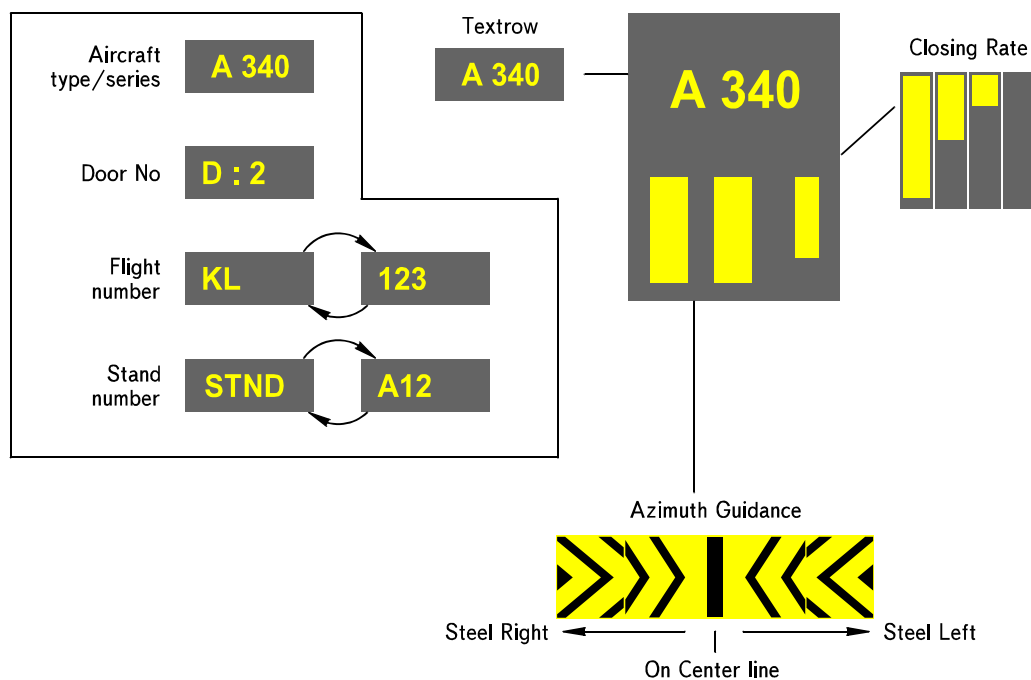 Aircraft
type/series
A 340
Door No
D : 2
Flight
number
KL
123
Stand
number
STND
A12
Textrow
A 340
A 340
Closing Rate
Azimuth Guidance
Steel Right
Steel Left
On Center line